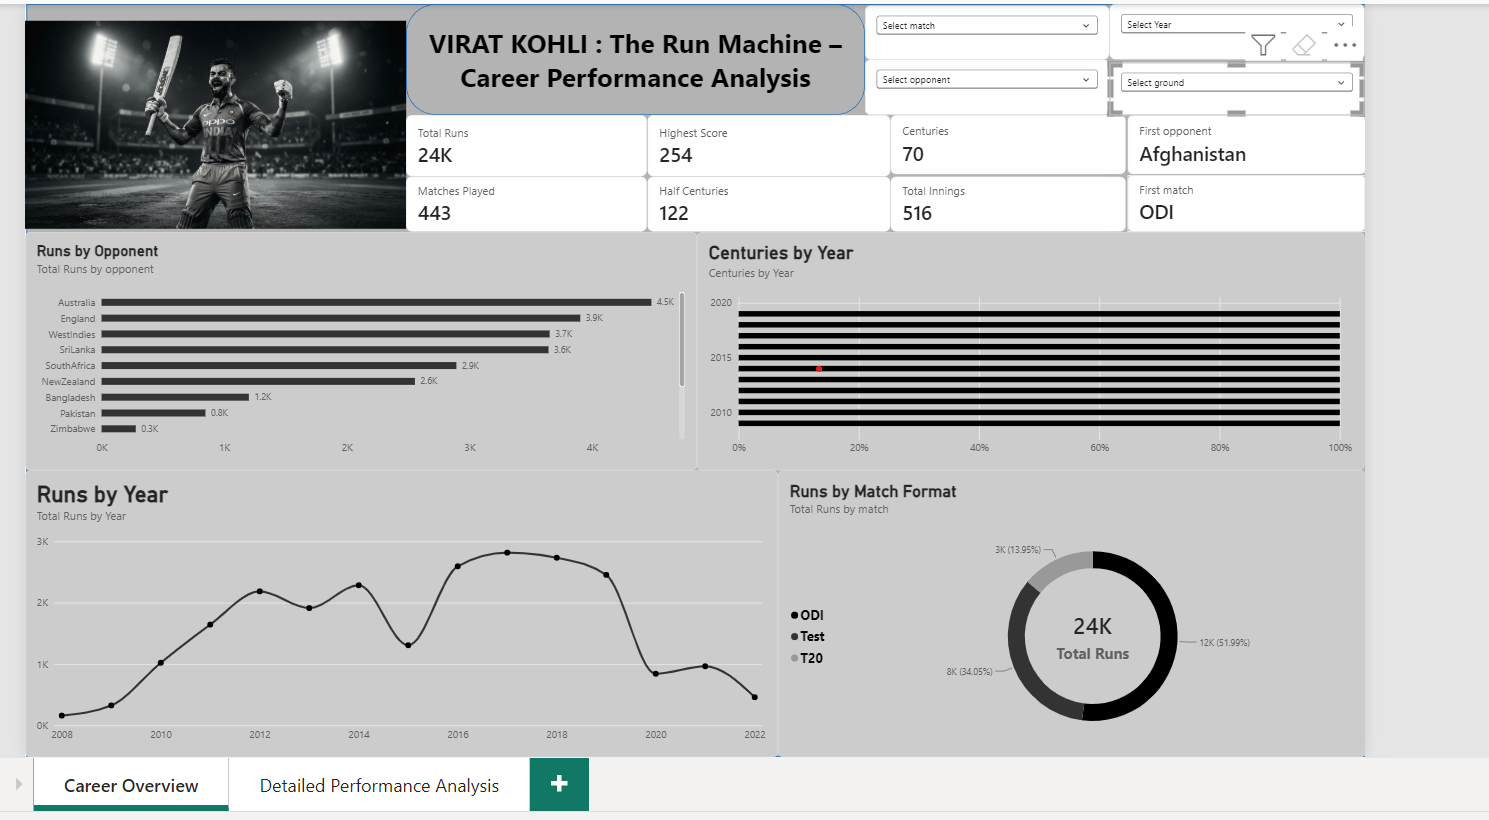 VIRAT KOHLI : The Run Machine –
Career Performance Analysis
Select match
Select Year
Select opponent
Select ground
oppo
INDIA
Total Runs
24K
Highest Score
254
Centuries
70
First opponent
Afghanistan
Matches Played
443
Half Centuries
122
Total Innings
516
First match
ODI
Runs by Opponent
Total Runs by opponent
Australia 4.5K
England 3.9K
WestIndies 3.7K
SriLanka 3.6K
SouthAfrica 2.9K
NewZealand 2.6K
Bangladesh 1.2K
Pakistan 0.8K
Zimbabwe 0.3K
0K 1K 2K 3K 4K
Centuries by Year
Centuries by Year
2020
2015
2010
0% 20% 40% 60% 80% 100%
Runs by Year
Total Runs by Year
3K
2K
1K
0K
2008 2010 2012 2014 2016 2018 2020 2022
Runs by Match Format
Total Runs by match
ODI
Test
T20
3K (13.95%)
8K (34.05%)
12K (51.99%)
24K
Total Runs
Career Overview
Detailed Performance Analysis
+